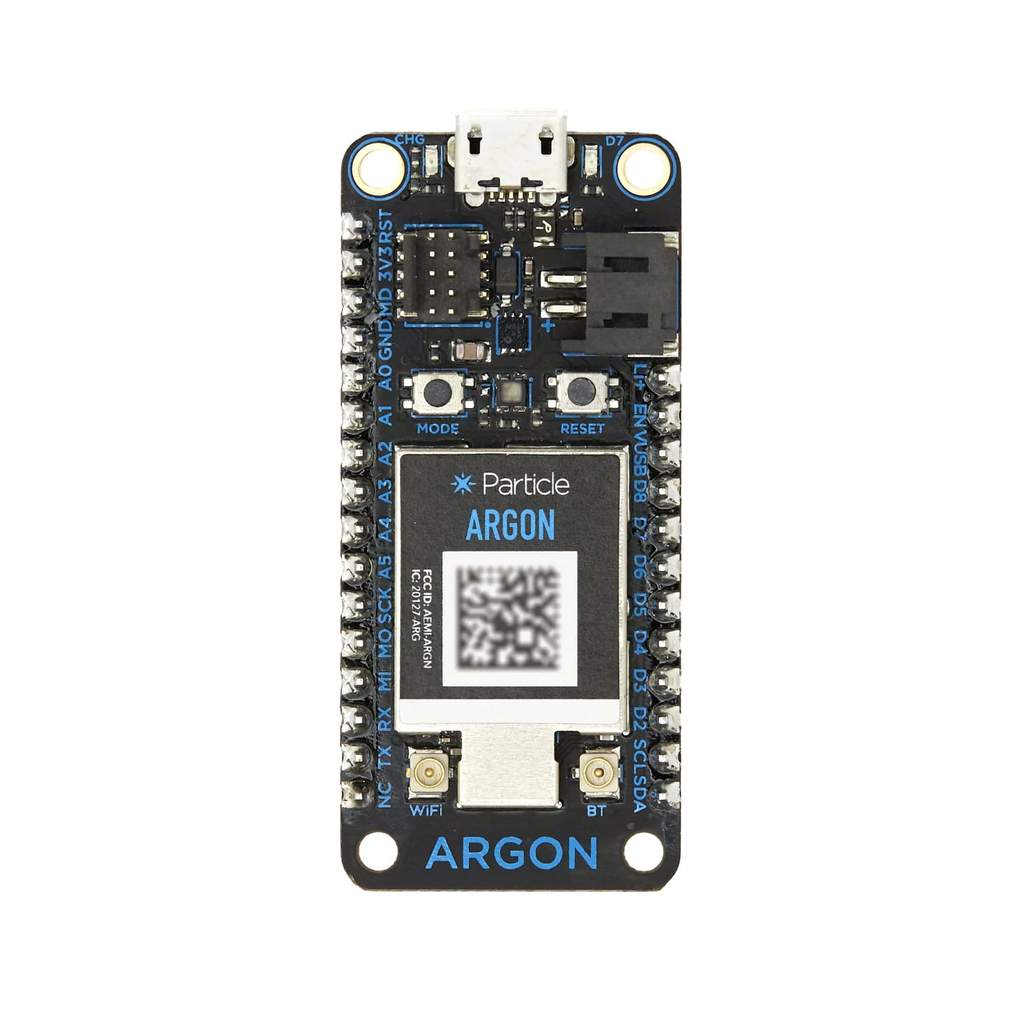 CHG
D7
RST
3V3
MD
GND
A0
A1
A2
A3
A4
A5
SCK
MO
MI
RX
TX
NC
+
MODE
RESET
Li+
EN
VUSB
D8
D7
D6
D5
D4
D3
D2
SCL
SDA
Particle
ARGON
FCC ID: AEMI-ARGN
IC: 20127-ARG
WiFi
BT
ARGON